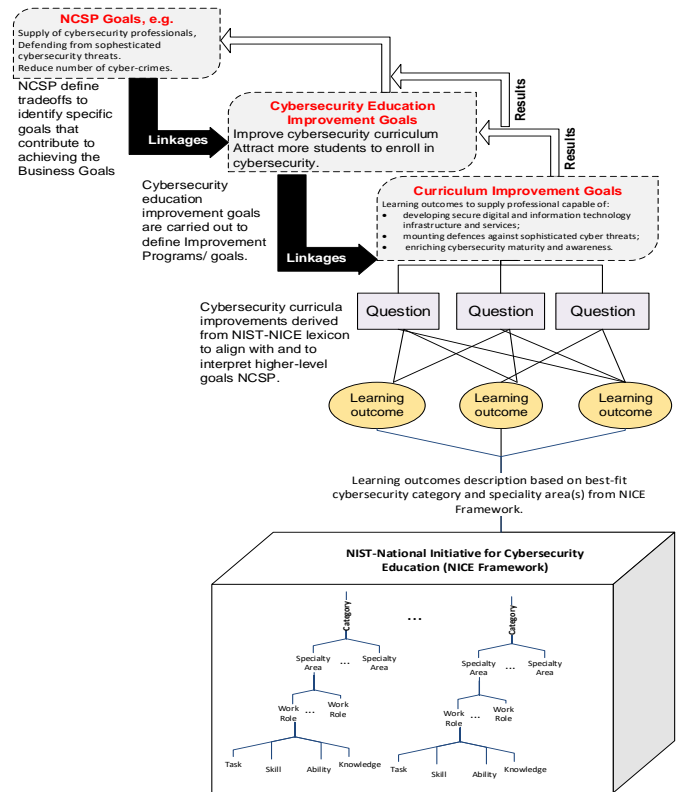 NCSP Goals, e.g.
Supply of cybersecurity professionals,
Defending from sophesticated
cybersecurity threats.
Reduce number of cyber-crimes.
NCSP define
tradeoffs to
identify specific
goals that
contribute to
achieving the
Business Goals
Linkages
Cybersecurity Education
Improvement Goals
Improve cybersecurity curriculum
Attract more students to enroll in
cybersecurity.
Results
Results
Cybersecurity
education
improvement goals
are carried out to
define Improvement
Programs/ goals.
Linkages
Curriculum Improvement Goals
Learning outcomes to supply professional capable of:
• developing secure digital and information technology
infrastructure and services;
• mounting defences against sophisticated cyber threats;
• enriching cybersecurity maturity and awareness.
Cybersecurity curricula
improvements derived
from NIST-NICE lexicon
to align with and to
interpret higher-level
goals NCSP.
Question
Question
Question
Learning
outcome
Learning
outcome
Learning
outcome
Learning outcomes description based on best-fit
cybersecurity category and speciality area(s) from NICE
Framework.
NIST-National Initiative for Cybersecurity
Education (NICE Framework)
Category
...
Category
Specialty
Area
...
Specialty
Area
Specialty
Area
...
Specialty
Area
Work
Role
...
Work
Role
Work
Role
...
Work
Role
Task
Skill
Ability
Knowledge
Task
Skill
Ability
Knowledge